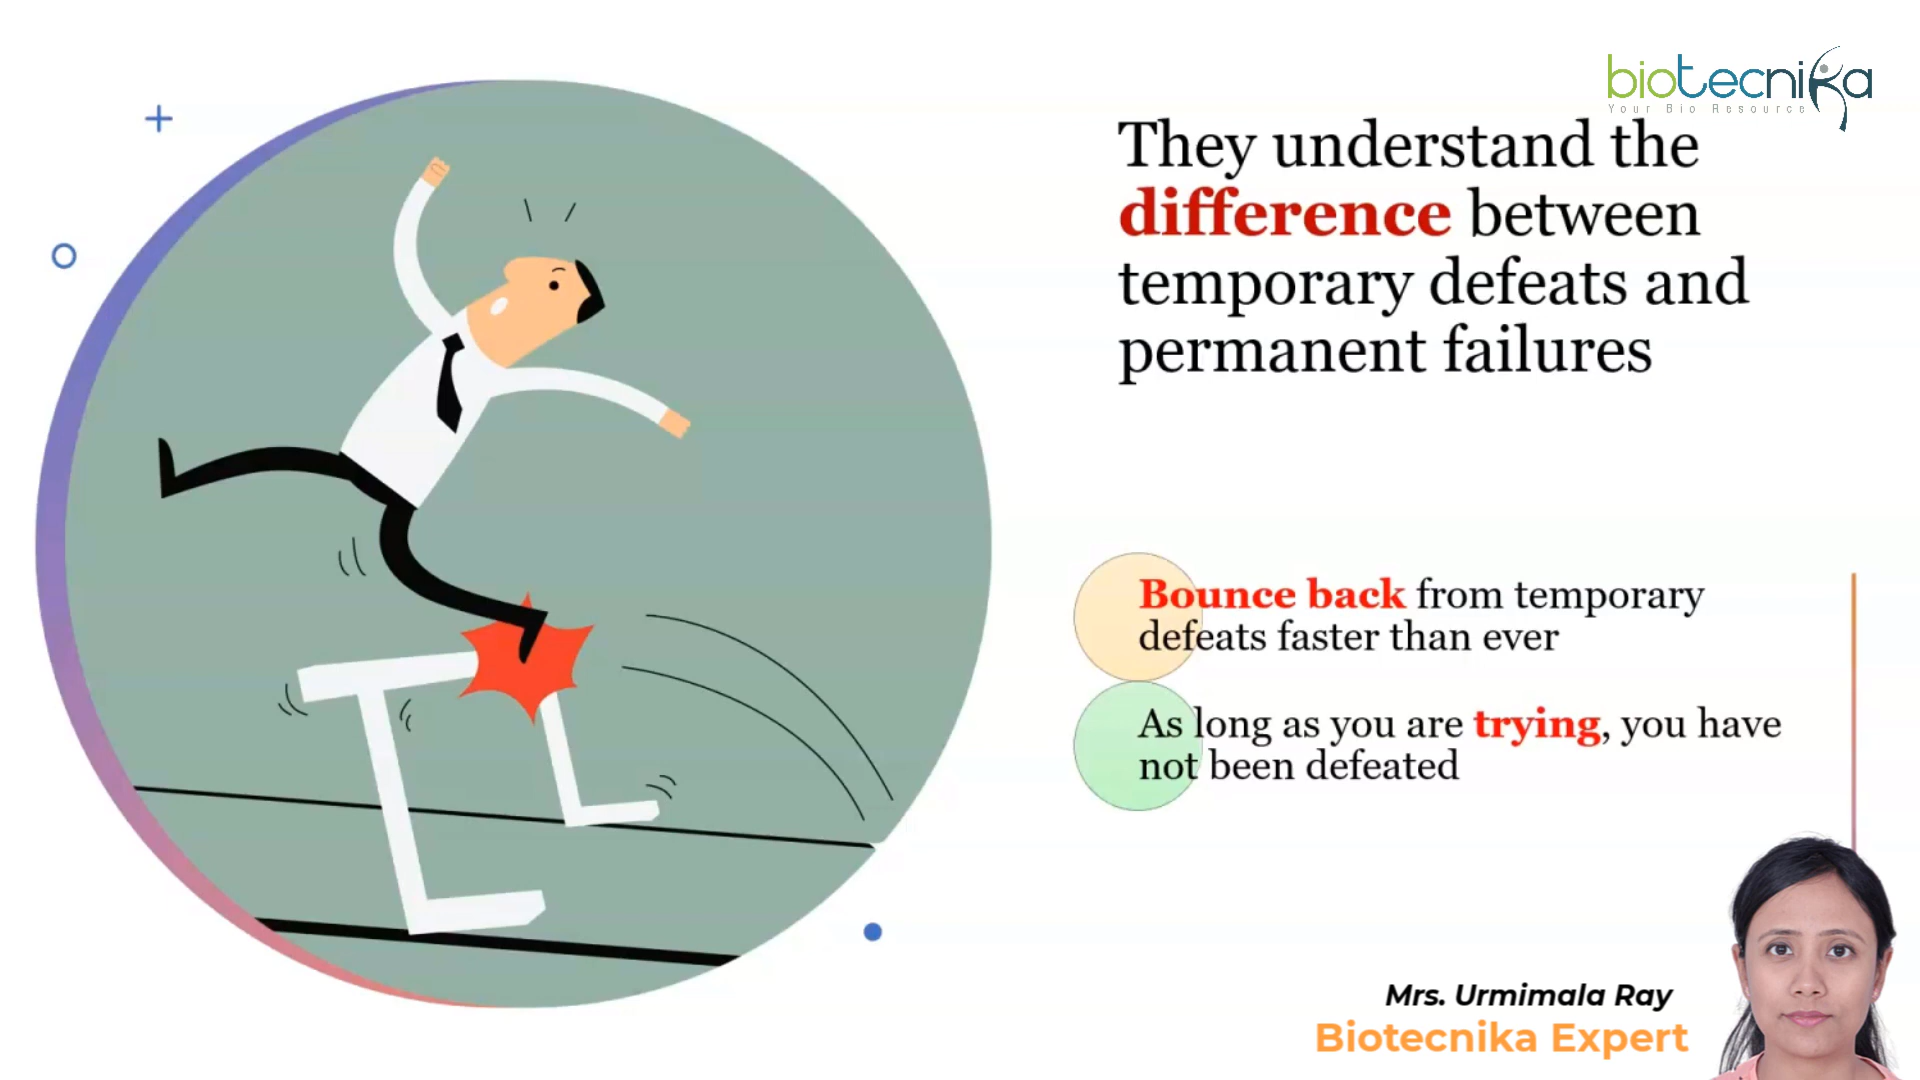 biotecnika
Your Bio Resource
They understand the
difference between
temporary defeats and
permanent failures
Bounce back from temporary
defeats faster than ever
As long as you are trying, you have
not been defeated
Mrs. Urmimala Ray
Biotecnika Expert